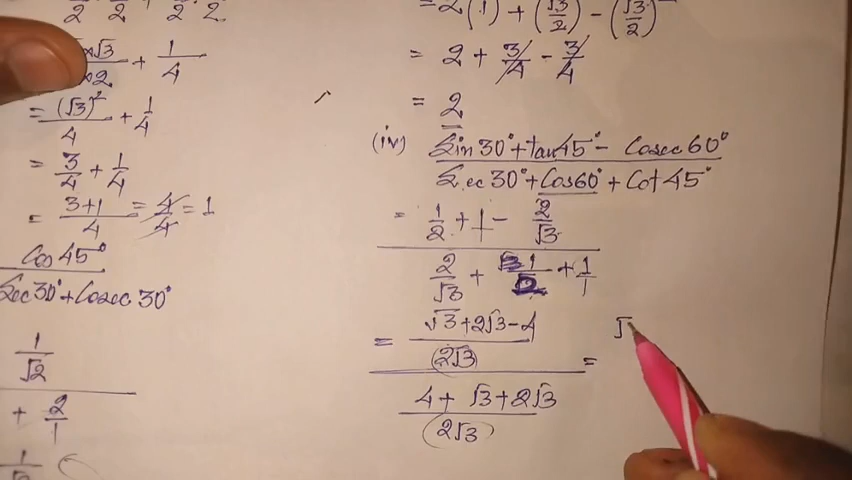 √3 + 1/4
= (√3)²/4 + 1/4
= 3/4 + 1/4
= 3+1/4 = 4/4 = 1
Cos 45°
Sec 30° + Cosec 30°
1/√2
+ 2/1
= 2(1) + (√3/2) - (√3/2)
= 2 + 3/4 - 3/4
= 2
(iv) Sin 30° + tan 45° - Cosec 60°
Sec 30° + Cos 60° + Cot 45°
= 1/2 + 1 - 2/√3
2/√3 + 1/2 + 1/1
= √3 + 2√3 - 4 / 2√3 = √
4 + √3 + 2√3 / 2√3